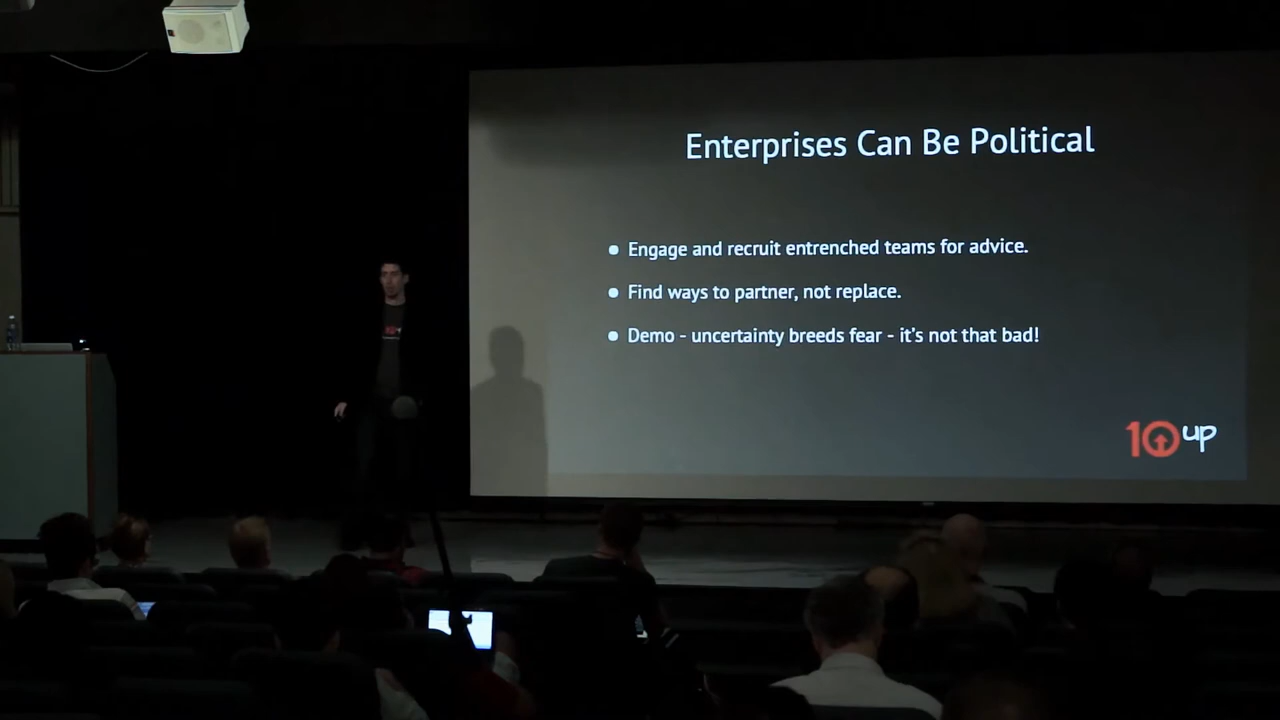 Enterprises Can Be Political
Engage and recruit entrenched teams for advice.
Find ways to partner, not replace.
Demo - uncertainty breeds fear - it's not that bad!
10up